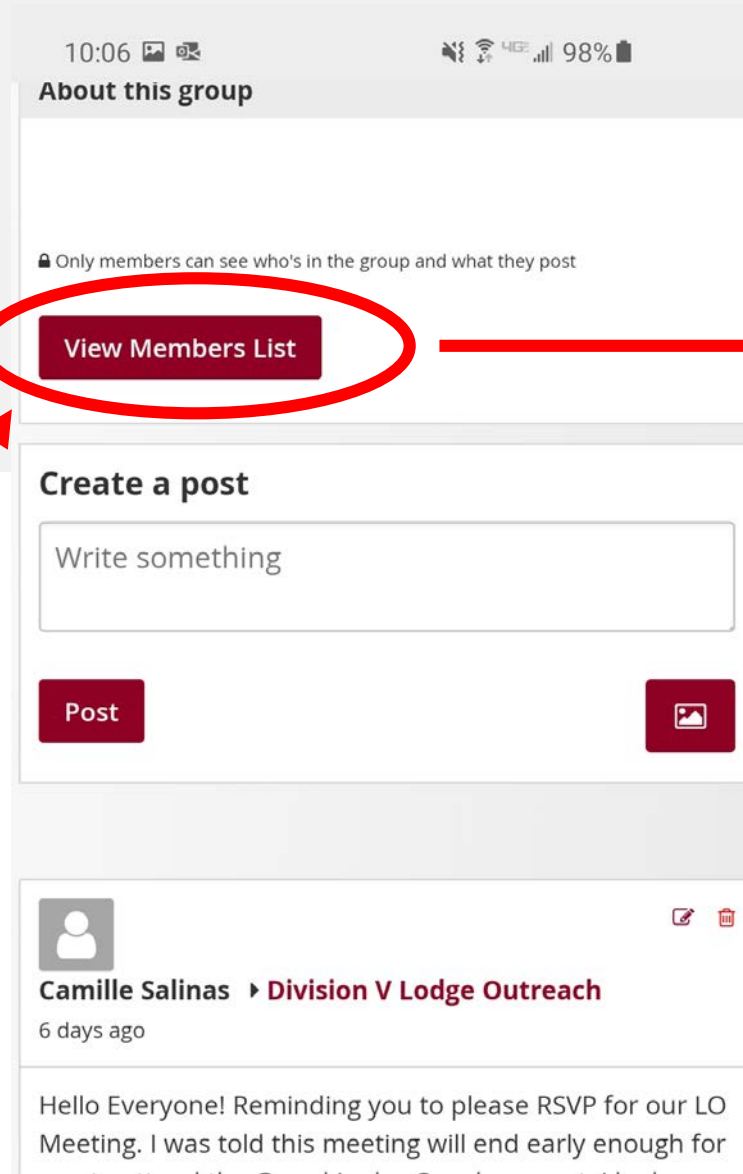 10:06 98%
About this group
Only members can see who's in the group and what they post
View Members List
Create a post
Write something
Post
Camille Salinas Division V Lodge Outreach
6 days ago
Hello Everyone! Reminding you to please RSVP for our LO
Meeting. I was told this meeting will end early enough for